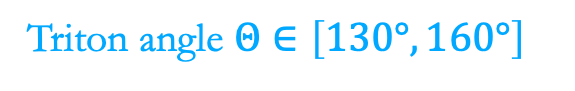 Triton angle Θ ∈ [130°, 160°]